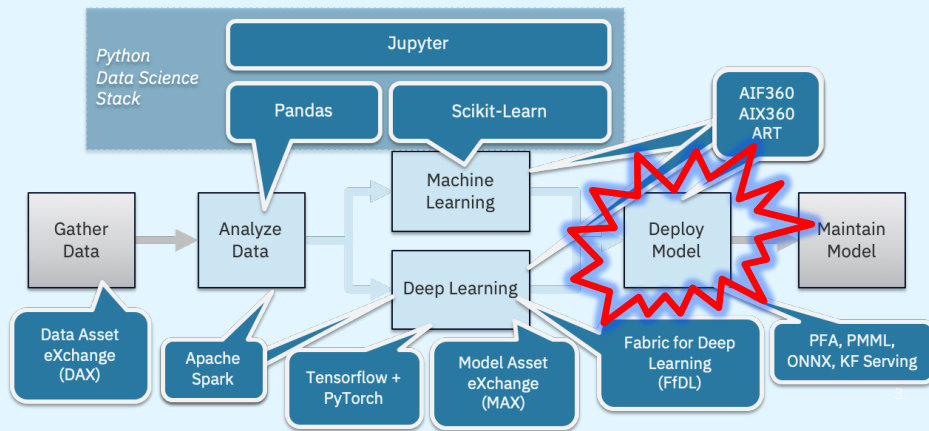 Python
Data Science
Stack
Jupyter
Pandas
Scikit-Learn
AIF360
AIX360
ART
Gather
Data
Analyze
Data
Machine
Learning
Deep Learning
Deploy
Model
Maintain
Model
Data Asset
eXchange
(DAX)
Apache
Spark
Tensorflow +
PyTorch
Model Asset
eXchange
(MAX)
Fabric for Deep
Learning
(FfDL)
PFA, PMML,
ONNX, KF Serving
3